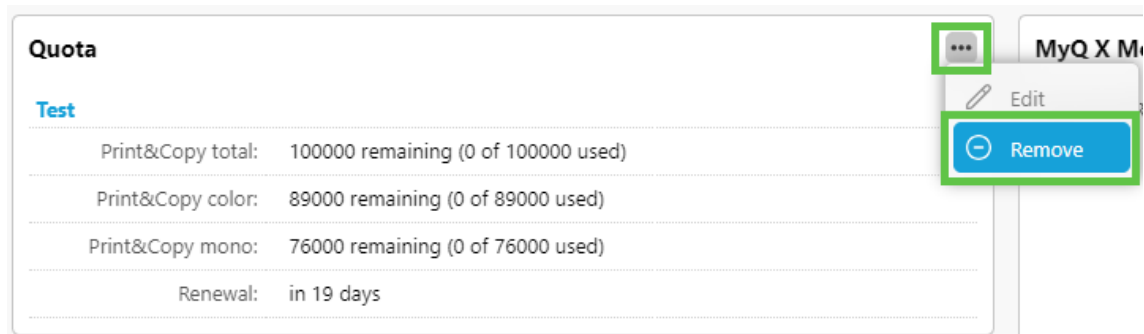 Quota
MyQ X
Edit
Test
Remove
Print&Copy total: 100000 remaining (0 of 100000 used)
Print&Copy color: 89000 remaining (0 of 89000 used)
Print&Copy mono: 76000 remaining (0 of 76000 used)
Renewal: in 19 days